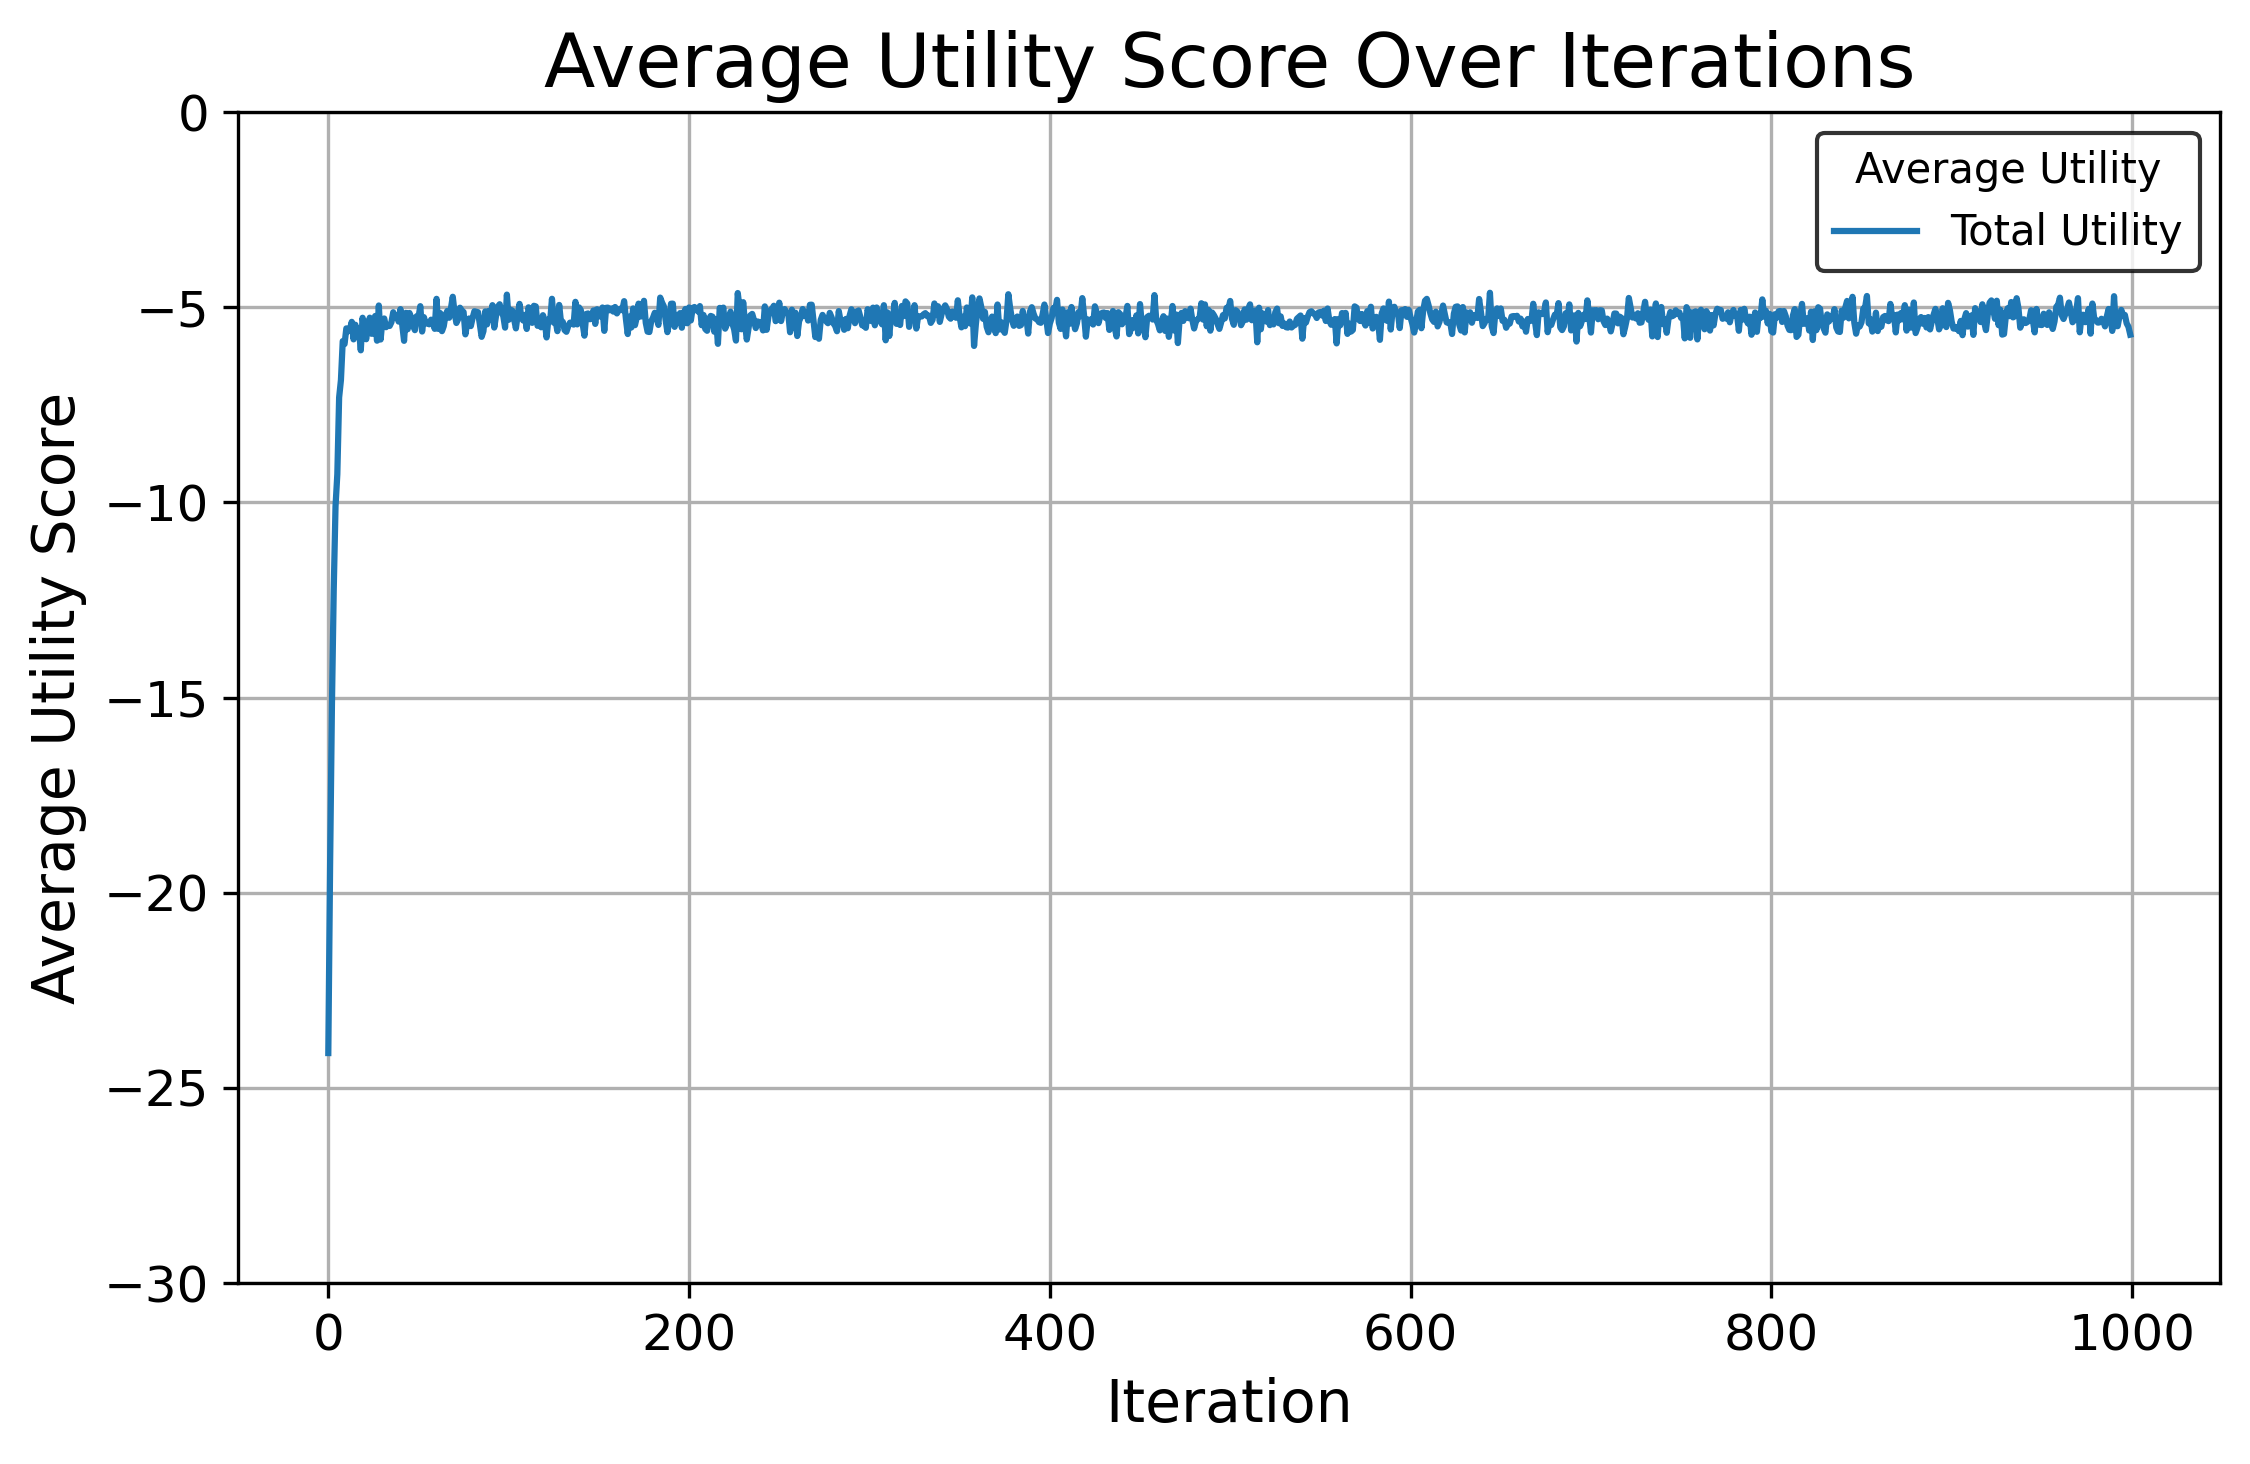 Average Utility Score Over Iterations
Average Utility
Total Utility
Average Utility Score
0
−5
−10
−15
−20
−25
−30
0 200 400 600 800 1000
Iteration